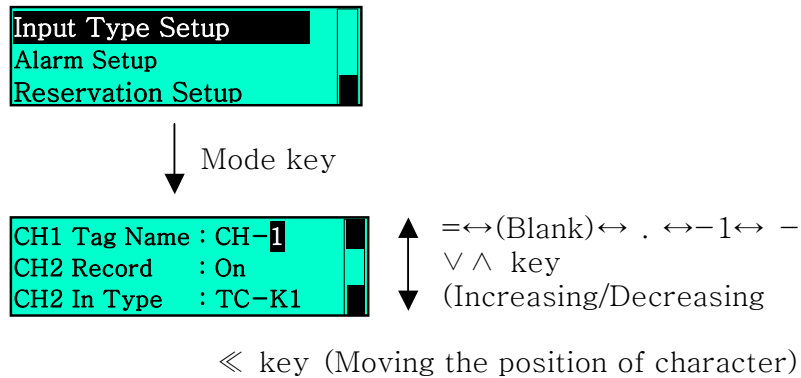 Input Type Setup
Alarm Setup
Reservation Setup
Mode key
CH1 Tag Name : CH-1
CH2 Record : On
CH2 In Type : TC-K1
=↔(Blank)↔ . ↔-1↔ -
∨∧ key
(Increasing/Decreasing
≪ key (Moving the position of character)